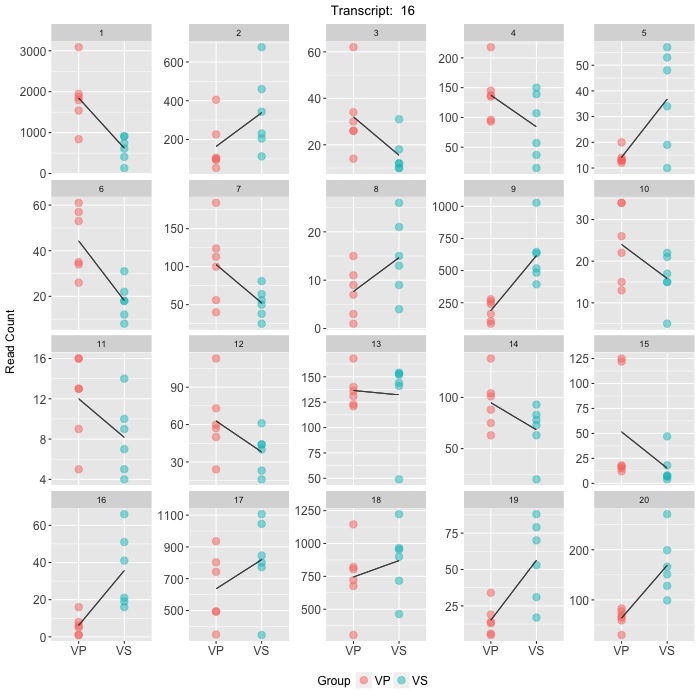 Transcript: 16
1 2 3 4 5
3000 2000 1000 0
600 400 200
60 40 20
200 150 100 50
50 40 30 20 10
6 7 8 9 10
60 40 20
150 100 50
20 10 0
1000 750 500 250
30 20 10
11 12 13 14 15
16 12 8 4
90 60 30
150 125 100 75 50
100 50
125 100 75 50 25 0
16 17 18 19 20
60 40 20 0
1100 900 700 500
1250 1000 750 500
75 50 25
200 100
VP VS VP VS VP VS VP VS VP VS
Read Count
Group VP VS